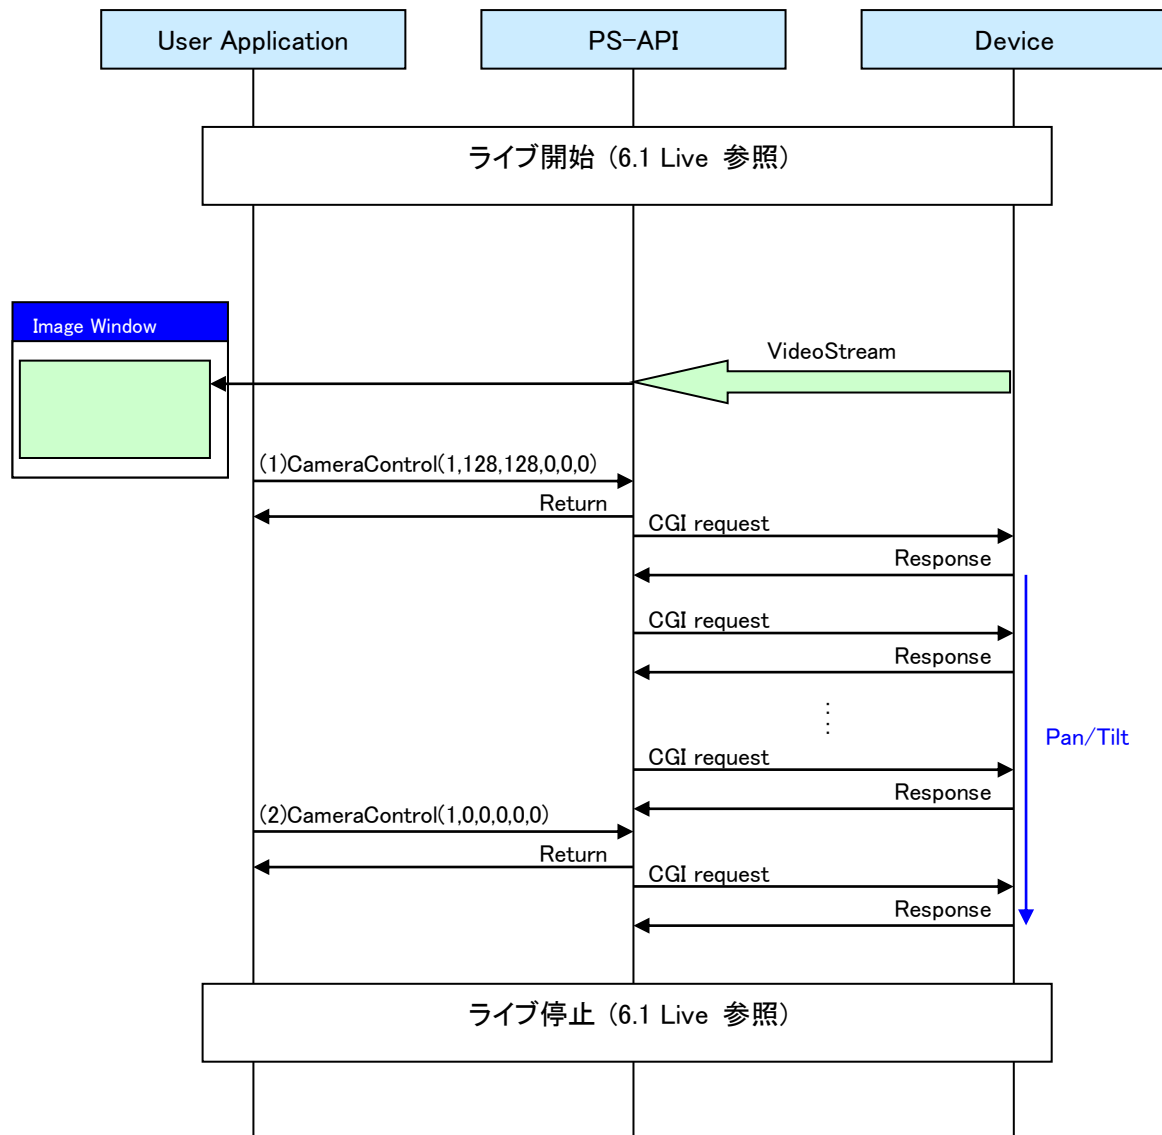 User Application
PS-API
Device
ライブ開始 (6.1 Live 参照)
Image Window
VideoStream
(1)CameraControl(1,128,128,0,0,0)
Return
CGI request
Response
CGI request
Response
Pan/Tilt
CGI request
Response
(2)CameraControl(1,0,0,0,0,0)
Return
CGI request
Response
ライブ停止 (6.1 Live 参照)